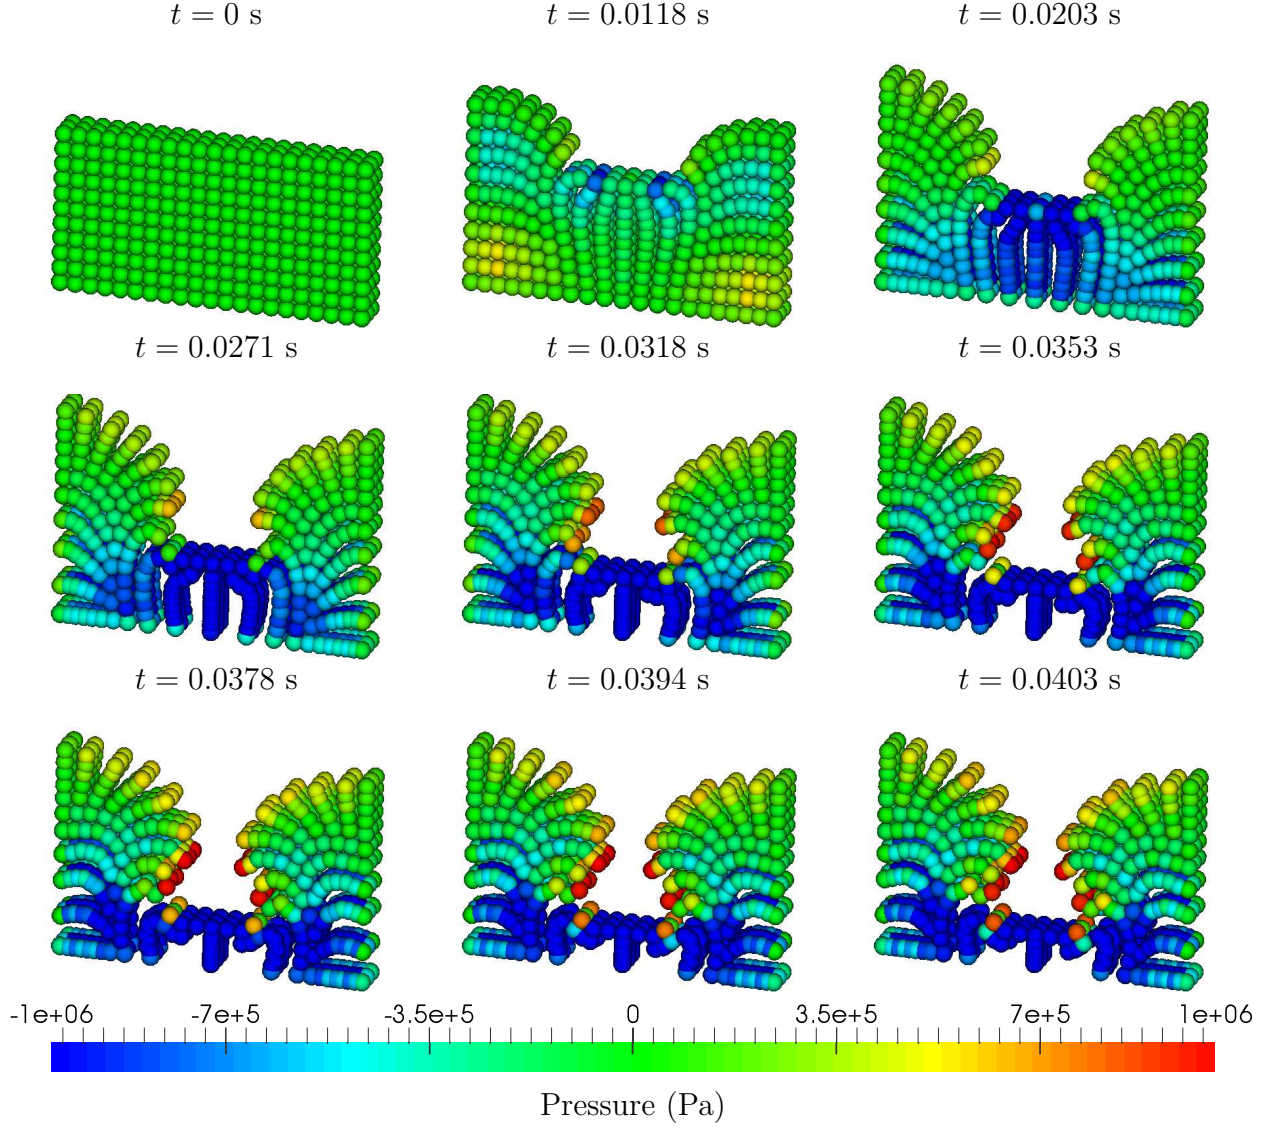 t = 0 s t = 0.0118 s t = 0.0203 s
t = 0.0271 s t = 0.0318 s t = 0.0353 s
t = 0.0378 s t = 0.0394 s t = 0.0403 s
-1e+06 -7e+5 -3.5e+5 0 3.5e+5 7e+5 1e+06
Pressure (Pa)